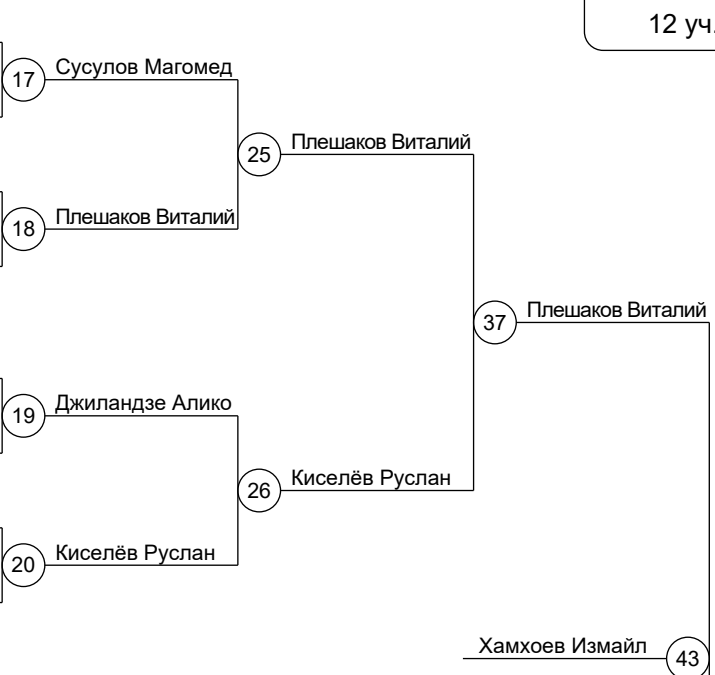 12 уч.
17 Сусулов Магомед
25 Плешаков Виталий
18 Плешаков Виталий
37 Плешаков Виталий
19 Джиландзе Алико
26 Киселёв Руслан
20 Киселёв Руслан
Хамхоев Измайл 43